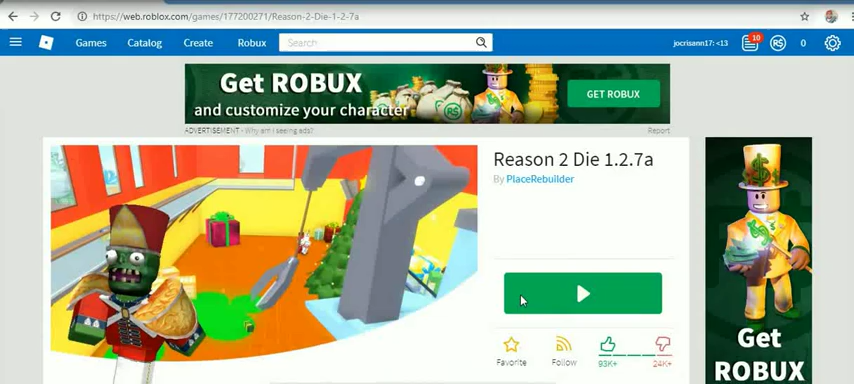 https://web.roblox.com/games/177200271/Reason-2-Die-1-2-7a
Games Catalog Create Robux Search jocrisann17: <13 10 R$ 0
Get ROBUX
and customize your character
GET ROBUX
ADVERTISEMENT - Why am I seeing ads? Report
Reason 2 Die 1.2.7a
By PlaceRebuilder
Favorite Follow 93K+ 24K+
Get
ROBUX